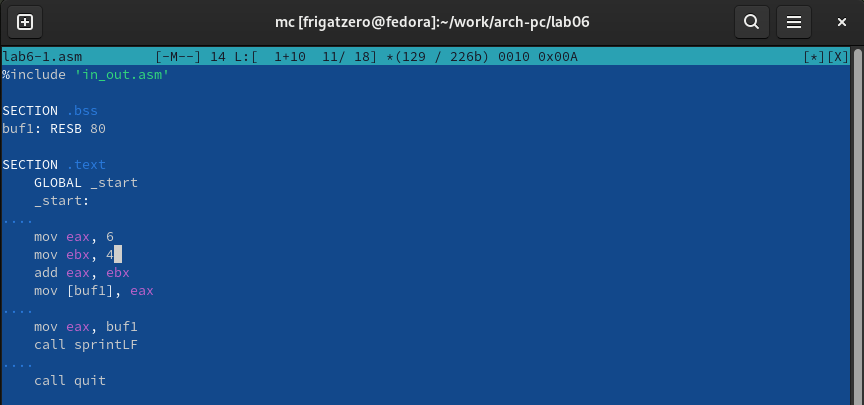 mc [frigatzero@fedora]:~/work/arch-pc/lab06
lab6-1.asm [-M--] 14 L:[ 1+10 11/ 18] *(129 / 226b) 0010 0x00A [*][X]
%include 'in_out.asm'
SECTION .bss
buf1: RESB 80
SECTION .text
GLOBAL _start
_start:
....
mov eax, 6
mov ebx, 4
add eax, ebx
mov [buf1], eax
....
mov eax, buf1
call sprintLF
....
call quit